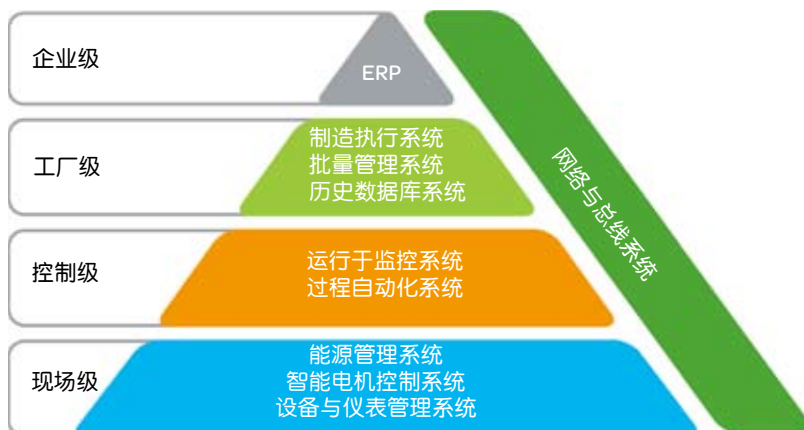 企业级
ERP
工厂级
制造执行系统
批量管理系统
历史数据库系统
网络与总线系统
控制级
运行于监控系统
过程自动化系统
现场级
能源管理系统
智能电机控制系统
设备与仪表管理系统